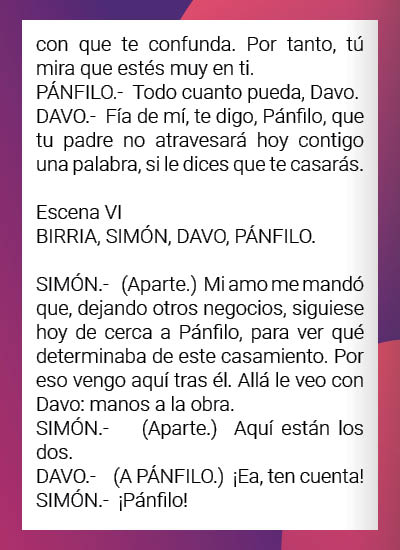 con que te confunda. Por tanto, tú
mira que estés muy en ti.
PÁNFILO.- Todo cuanto pueda, Davo.
DAVO.- Fía de mí, te digo, Pánfilo, que
tu padre no atravesará hoy contigo
una palabra, si le dices que te casarás.

Escena VI
BIRRIA, SIMÓN, DAVO, PÁNFILO.

SIMÓN.- (Aparte.) Mi amo me mandó
que, dejando otros negocios, siguiese
hoy de cerca a Pánfilo, para ver qué
determinaba de este casamiento. Por
eso vengo aquí tras él. Allá le veo con
Davo: manos a la obra.
SIMÓN.- (Aparte.) Aquí están los
dos.
DAVO.- (A PÁNFILO.) ¡Ea, ten cuenta!
SIMÓN.- ¡Pánfilo!